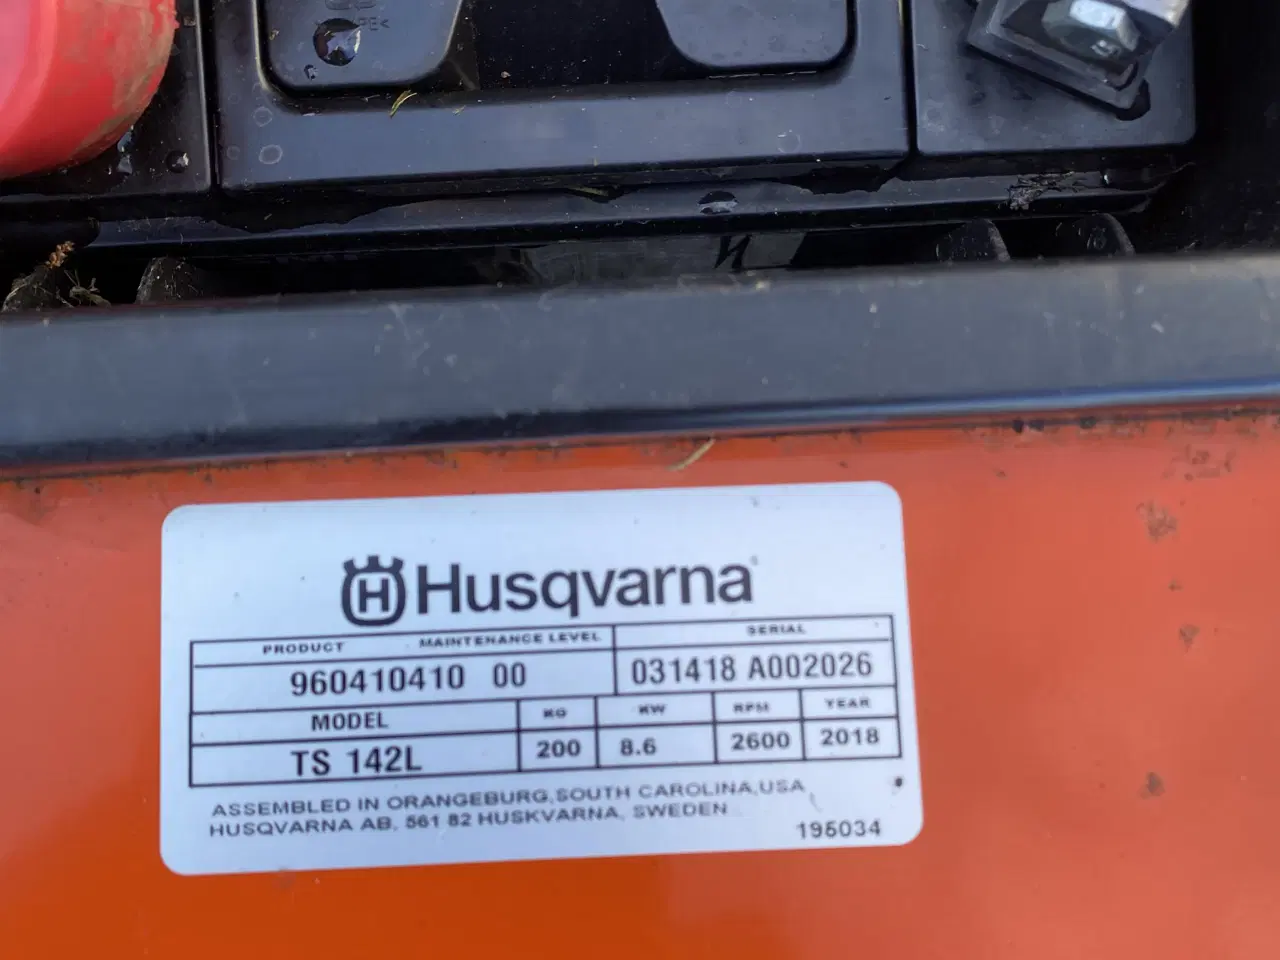 PE<
H Husqvarna
PRODUCT MAINTENANCE LEVEL SERIAL
960410410 00 031418 A002026
MODEL KG KW RPM YEAR
TS 142L 200 8.6 2600 2018
ASSEMBLED IN ORANGEBURG,SOUTH CAROLINA,USA
HUSQVARNA AB, 561 82 HUSKVARNA, SWEDEN
195034